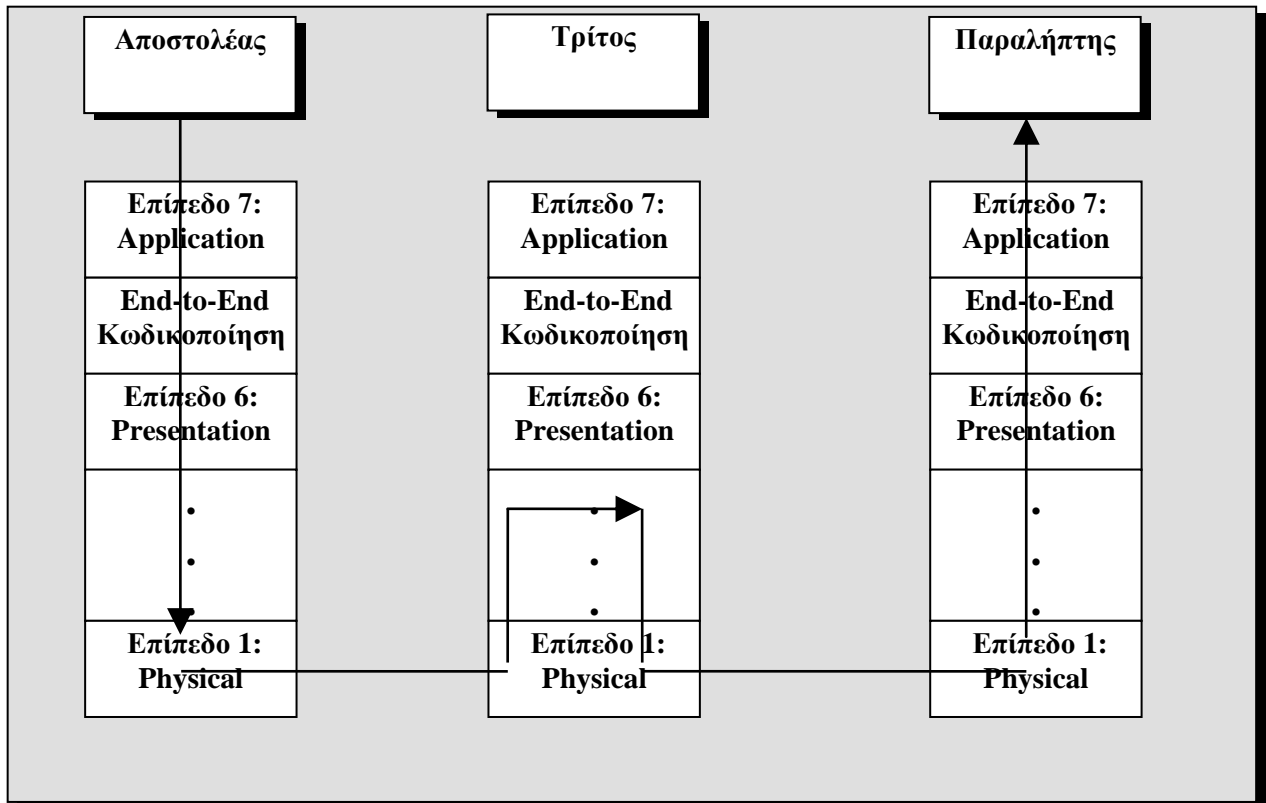 Αποστολέας
Τρίτος
Παραλήπτης
Επίπεδο 7:
Application
End-to-End
Κωδικοποίηση
Επίπεδο 6:
Presentation
Επίπεδο 1:
Physical
Επίπεδο 7:
Application
End-to-End
Κωδικοποίηση
Επίπεδο 6:
Presentation
Επίπεδο 1:
Physical
Επίπεδο 7:
Application
End-to-End
Κωδικοποίηση
Επίπεδο 6:
Presentation
Επίπεδο 1:
Physical